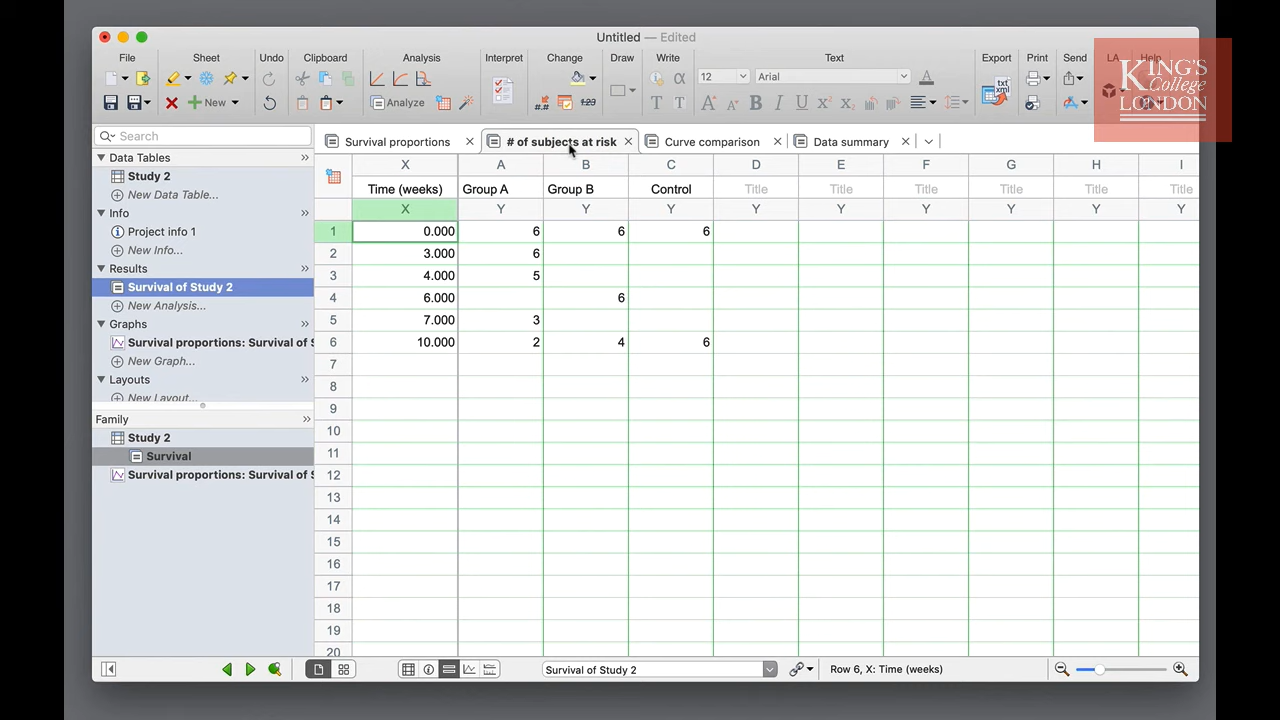 Untitled — Edited
File Sheet Undo Clipboard Analysis Interpret Change Draw Write Text Export Print Send LA Help
12 Arial
New Analyze
KING'S
College
LONDON
Search
Survival proportions # of subjects at risk Curve comparison Data summary
Data Tables
Study 2
New Data Table...
Info
Project info 1
New Info...
Results
Survival of Study 2
New Analysis...
Graphs
Survival proportions: Survival of S
New Graph...
Layouts
New Layout...
Family
Study 2
Survival
Survival proportions: Survival of S
X A B C D E F G H I
Time (weeks) Group A Group B Control Title Title Title Title Title Title
X Y Y Y Y Y Y Y Y Y
1 0.000 6 6 6
2 3.000 6
3 4.000 5
4 6.000 6
5 7.000 3
6 10.000 2 4 6
7
8
9
10
11
12
13
14
15
16
17
18
19
20
Survival of Study 2 Row 6, X: Time (weeks)